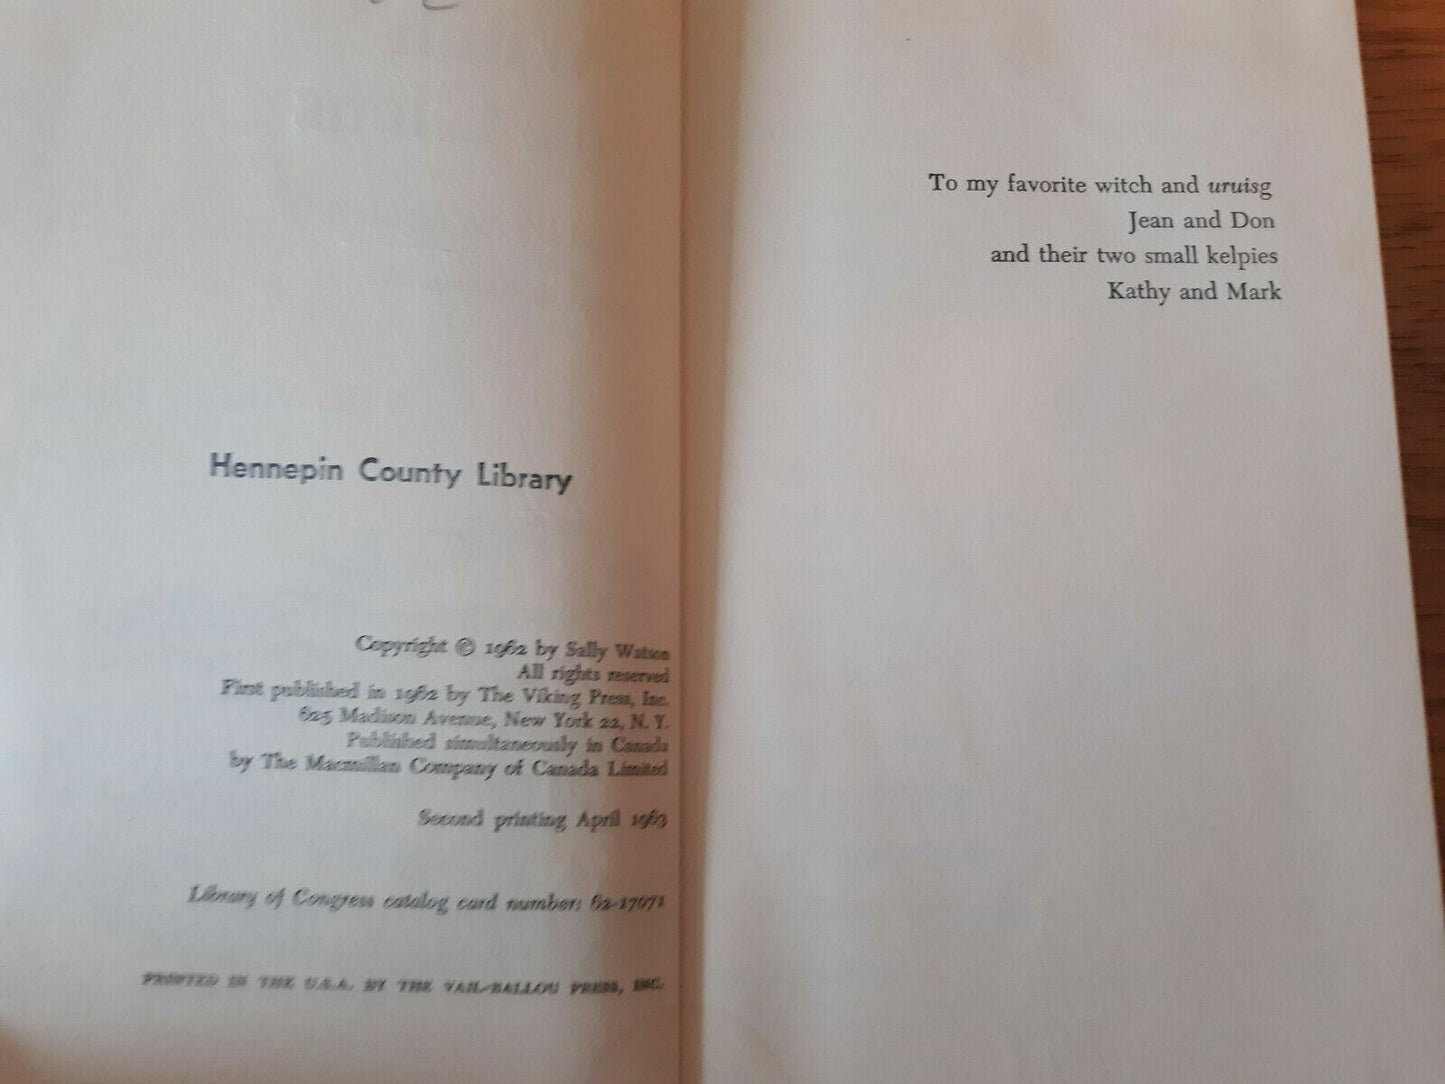 Hennepin County Library
Copyright © 1962 by Sally Watson
All rights reserved
First published in 1962 by The Viking Press, Inc.
625 Madison Avenue, New York 22, N. Y.
Published simultaneously in Canada
by The Macmillan Company of Canada Limited
Second printing April 1963
Library of Congress catalog card number: 62-17071
PRINTED IN THE U.S.A. BY THE VAIL-BALLOU PRESS, INC.
To my favorite witch and uruisg
Jean and Don
and their two small kelpies
Kathy and Mark